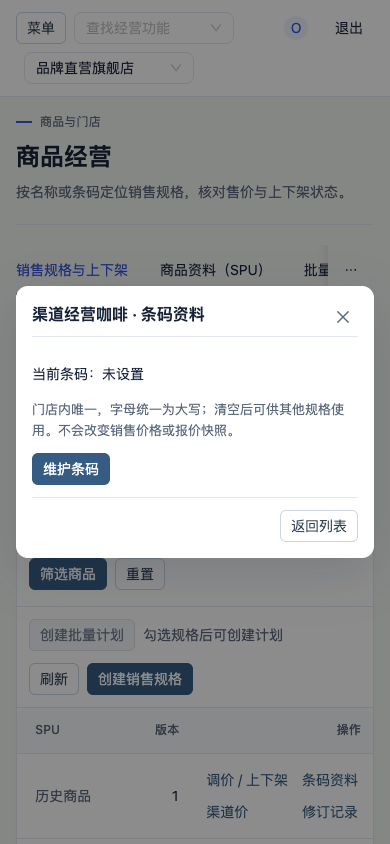 菜单 查找经营功能 O 退出
品牌直营旗舰店
商品与门店
商品经营
按名称或条码定位销售规格，核对售价与上下架状态。
销售规格与上下架 商品资料（SPU） 批量 ···
渠道经营咖啡 · 条码资料
当前条码：未设置
门店内唯一，字母统一为大写；清空后可供其他规格使
用。不会改变销售价格或报价快照。
维护条码
返回列表
筛选商品 重置
创建批量计划 勾选规格后可创建计划
刷新 创建销售规格
SPU 版本 操作
调价 / 上下架 条码资料
历史商品 1
渠道价 修订记录